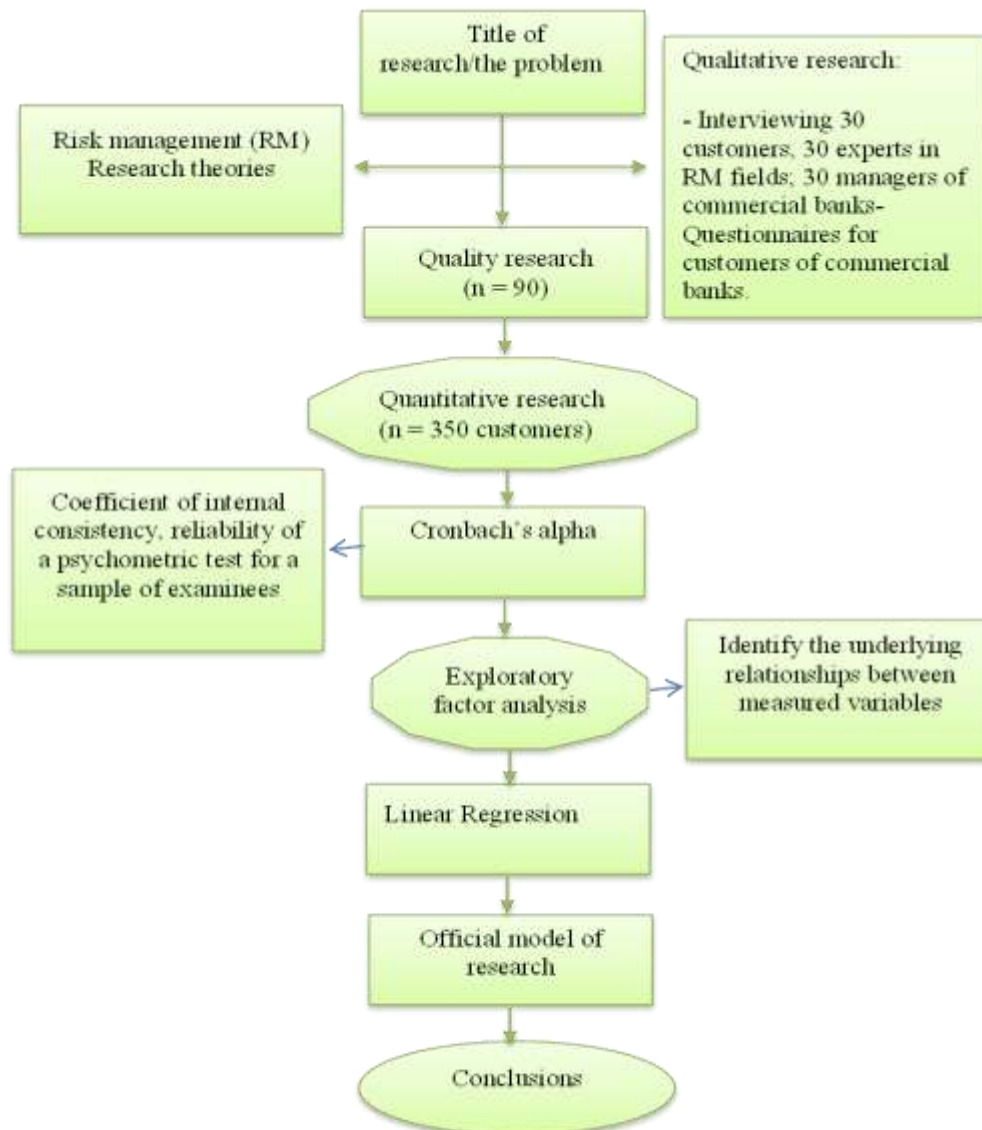 Title of
research/the problem
Qualitative research:
- Interviewing 30
customers, 30 experts in
RM fields; 30 managers of
commercial banks-
Questionnaires for
customers of commercial
banks.
Risk management (RM)
Research theories
Quality research
(n = 90)
Quantitative research
(n = 350 customers)
Coefficient of internal
consistency, reliability of
a psychometric test for a
sample of examinees
Cronbach's alpha
Exploratory
factor analysis
Identify the underlying
relationships between
measured variables
Linear Regression
Official model of
research
Conclusions